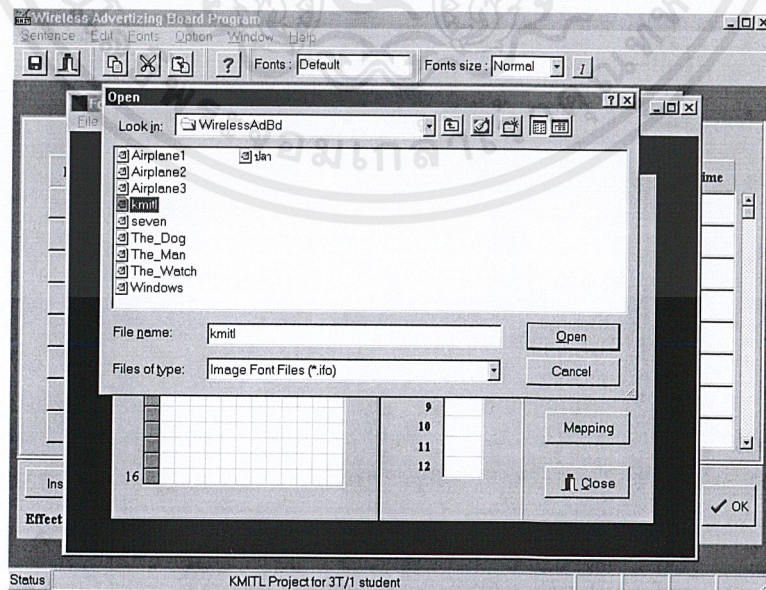 Wireless Advertizing Board Program
Sentence Edit Fonts Option Window Help
Fonts : Default Fonts size : Normal
Open
File
Look in: WirelessAdBd
Airplane1 ปลา
Airplane2
Airplane3
kmitl
seven
The_Dog
The_Man
The_Watch
Windows
ime
File name: kmitl Open
Files of type: Image Font Files (*.ifo) Cancel
9
10 Mapping
11
12
16
Close
Ins
OK
Effect
Status KMITL Project for 3T/1 student